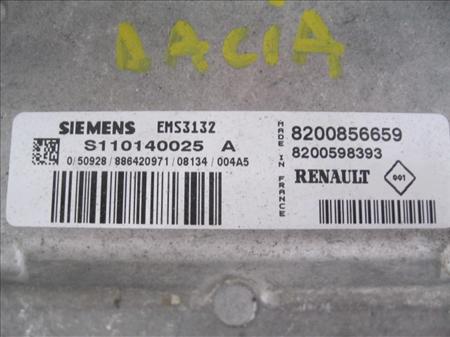 DACIA
SIEMENS EMS3132
S110140025 A
0/50928/886420971/08134/004A5
MADE IN FRANCE
8200856659
8200598393
RENAULT 001